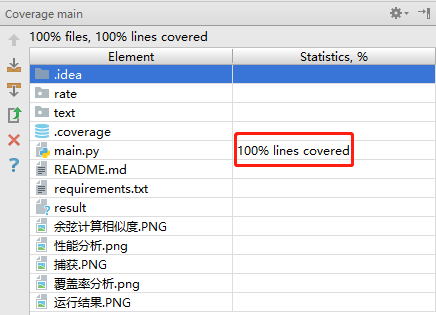 Coverage main
100% files, 100% lines covered
Element Statistics, %
.idea
rate
text
.coverage
main.py 100% lines covered
README.md
requirements.txt
result
余弦计算相似度.PNG
性能分析.png
捕获.PNG
覆盖率分析.png
运行结果.PNG